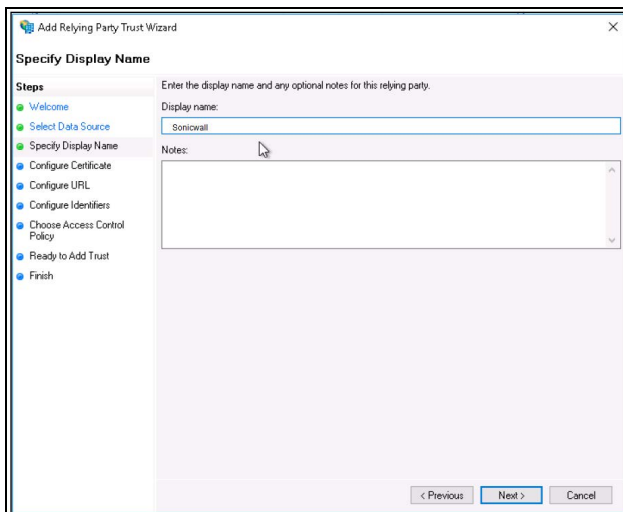 Add Relying Party Trust Wizard
Specify Display Name
Steps
Welcome
Select Data Source
Specify Display Name
Configure Certificate
Configure URL
Configure Identifiers
Choose Access Control
Policy
Ready to Add Trust
Finish
Enter the display name and any optional notes for this relying party.
Display name:
Sonicwall
Notes:
< Previous
Next >
Cancel